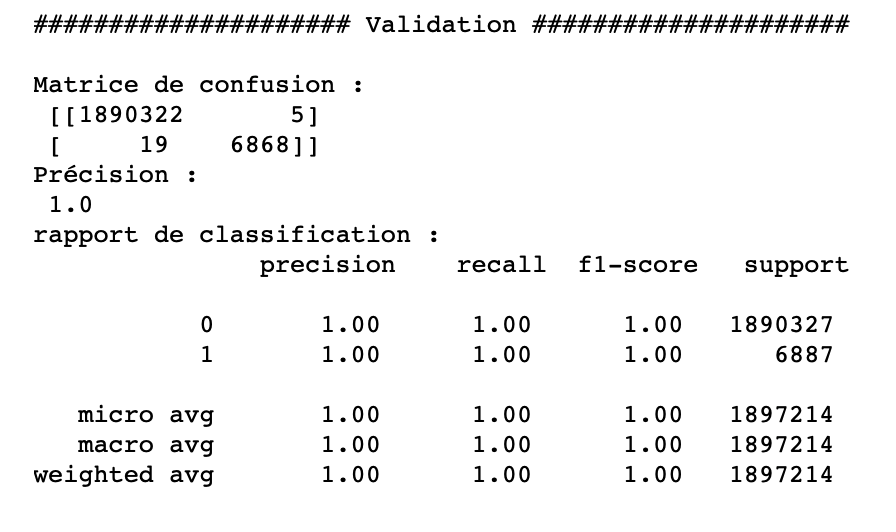 ##################### Validation #####################
Matrice de confusion :
[[1890322 5]
[ 19 6868]]
Précision :
1.0
rapport de classification :
precision recall f1-score support
0 1.00 1.00 1.00 1890327
1 1.00 1.00 1.00 6887
micro avg 1.00 1.00 1.00 1897214
macro avg 1.00 1.00 1.00 1897214
weighted avg 1.00 1.00 1.00 1897214